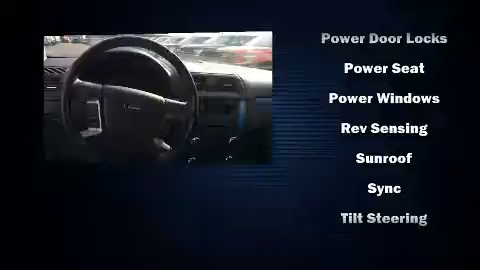 Power Door Locks
Power Seat
Power Windows
Rev Sensing
Sunroof
Sync
Tilt Steering